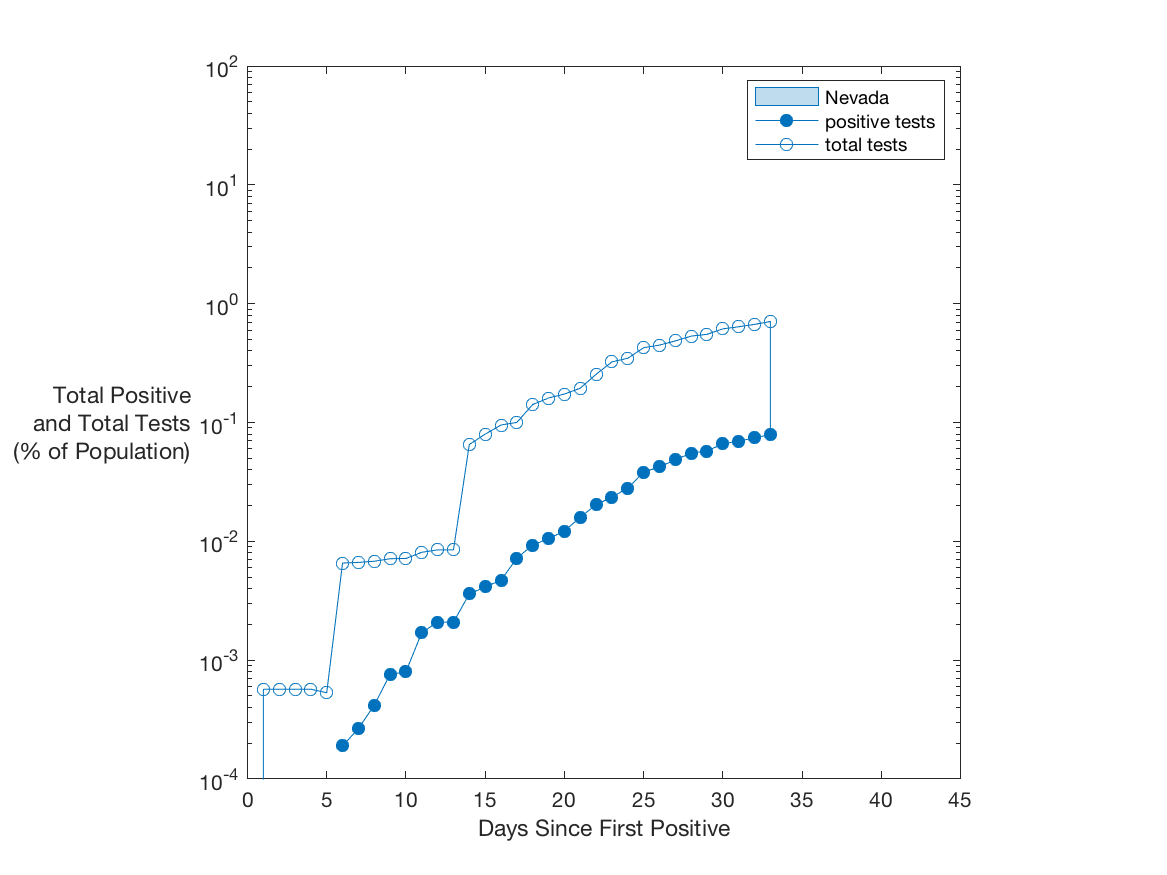 10^2
10^1
10^0
10^-1
10^-2
10^-3
10^-4
Total Positive
and Total Tests
(% of Population)
Nevada
positive tests
total tests
0 5 10 15 20 25 30 35 40 45
Days Since First Positive